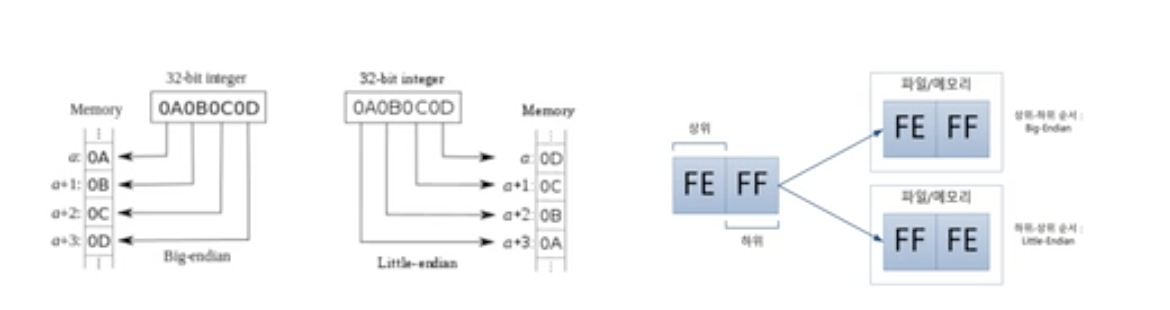 32-bit integer
0A0B0C0D
Memory
a: 0A
a+1: 0B
a+2: 0C
a+3: 0D
Big-endian
32-bit integer
0A0B0C0D
Memory
a: 0D
a+1: 0C
a+2: 0B
a+3: 0A
Little-endian
상위
FE FF
하위
파일/메모리
FE FF
상위-하위 순서 :
Big-Endian
파일/메모리
FF FE
하위-상위 순서 :
Little-Endian